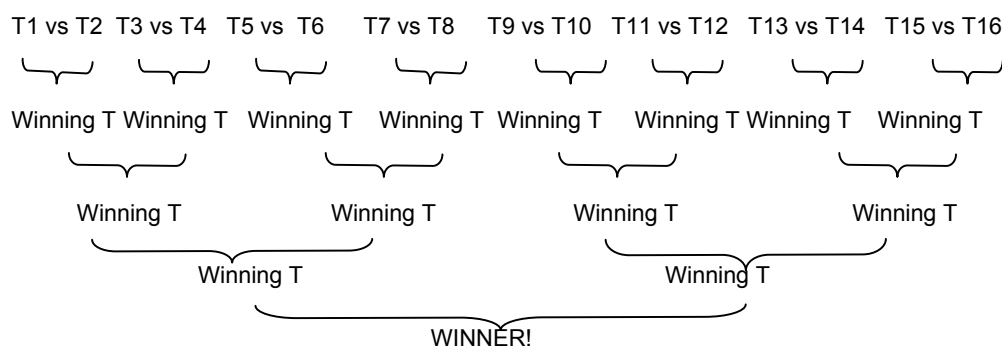 T1 vs T2 T3 vs T4 T5 vs T6 T7 vs T8 T9 vs T10 T11 vs T12 T13 vs T14 T15 vs T16
Winning T Winning T Winning T Winning T Winning T Winning T Winning T Winning T
Winning T Winning T Winning T Winning T
Winning T Winning T
WINNER!